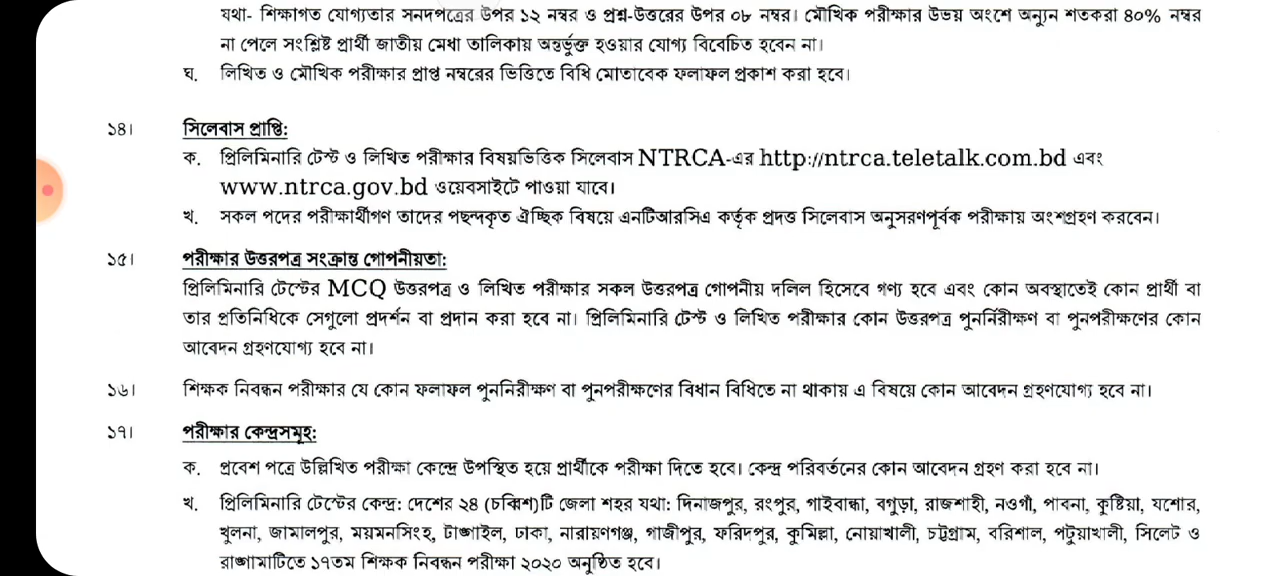 যথা- শিক্ষাগত যোগ্যতার সনদপত্রের উপর ১২ নম্বর ও প্রশ্ন-উত্তরের উপর ০৮ নম্বর। মৌখিক পরীক্ষার উভয় অংশে অন্যুন শতকরা ৪০% নম্বর
না পেলে সংশ্লিষ্ট প্রার্থী জাতীয় মেধা তালিকায় অন্তর্ভুক্ত হওয়ার যোগ্য বিবেচিত হবেন না।
ঘ. লিখিত ও মৌখিক পরীক্ষার প্রাপ্ত নম্বরের ভিত্তিতে বিধি মোতাবেক ফলাফল প্রকাশ করা হবে।
১৪। সিলেবাস প্রাপ্তি:
ক. প্রিলিমিনারি টেস্ট ও লিখিত পরীক্ষার বিষয়ভিত্তিক সিলেবাস NTRCA-এর http://ntrca.teletalk.com.bd এবং
www.ntrca.gov.bd ওয়েবসাইটে পাওয়া যাবে।
খ. সকল পদের পরীক্ষার্থীগণ তাদের পছন্দকৃত ঐচ্ছিক বিষয়ে এনটিআরসিএ কর্তৃক প্রদত্ত সিলেবাস অনুসরণপূর্বক পরীক্ষায় অংশগ্রহণ করবেন।
১৫। পরীক্ষার উত্তরপত্র সংক্রান্ত গোপনীয়তা:
প্রিলিমিনারি টেস্টের MCQ উত্তরপত্র ও লিখিত পরীক্ষার সকল উত্তরপত্র গোপনীয় দলিল হিসেবে গণ্য হবে এবং কোন অবস্থাতেই কোন প্রার্থী বা
তার প্রতিনিধিকে সেগুলো প্রদর্শন বা প্রদান করা হবে না। প্রিলিমিনারি টেস্ট ও লিখিত পরীক্ষার কোন উত্তরপত্র পুনর্নিরীক্ষণ বা পুনপরীক্ষণের কোন
আবেদন গ্রহণযোগ্য হবে না।
১৬। শিক্ষক নিবন্ধন পরীক্ষার যে কোন ফলাফল পুননিরীক্ষণ বা পুনপরীক্ষণের বিধান বিধিতে না থাকায় এ বিষয়ে কোন আবেদন গ্রহণযোগ্য হবে না।
১৭। পরীক্ষার কেন্দ্রসমূহ:
ক. প্রবেশ পত্রে উল্লিখিত পরীক্ষা কেন্দ্রে উপস্থিত হয়ে প্রার্থীকে পরীক্ষা দিতে হবে। কেন্দ্র পরিবর্তনের কোন আবেদন গ্রহণ করা হবে না।
খ. প্রিলিমিনারি টেস্টের কেন্দ্র: দেশের ২৪ (চব্বিশ)টি জেলা শহর যথা: দিনাজপুর, রংপুর, গাইবান্ধা, বগুড়া, রাজশাহী, নওগাঁ, পাবনা, কুষ্টিয়া, যশোর,
খুলনা, জামালপুর, ময়মনসিংহ, টাঙ্গাইল, ঢাকা, নারায়ণগঞ্জ, গাজীপুর, ফরিদপুর, কুমিল্লা, নোয়াখালী, চট্টগ্রাম, বরিশাল, পটুয়াখালী, সিলেট ও
রাঙ্গামাটিতে ১৭তম শিক্ষক নিবন্ধন পরীক্ষা ২০২০ অনুষ্ঠিত হবে।